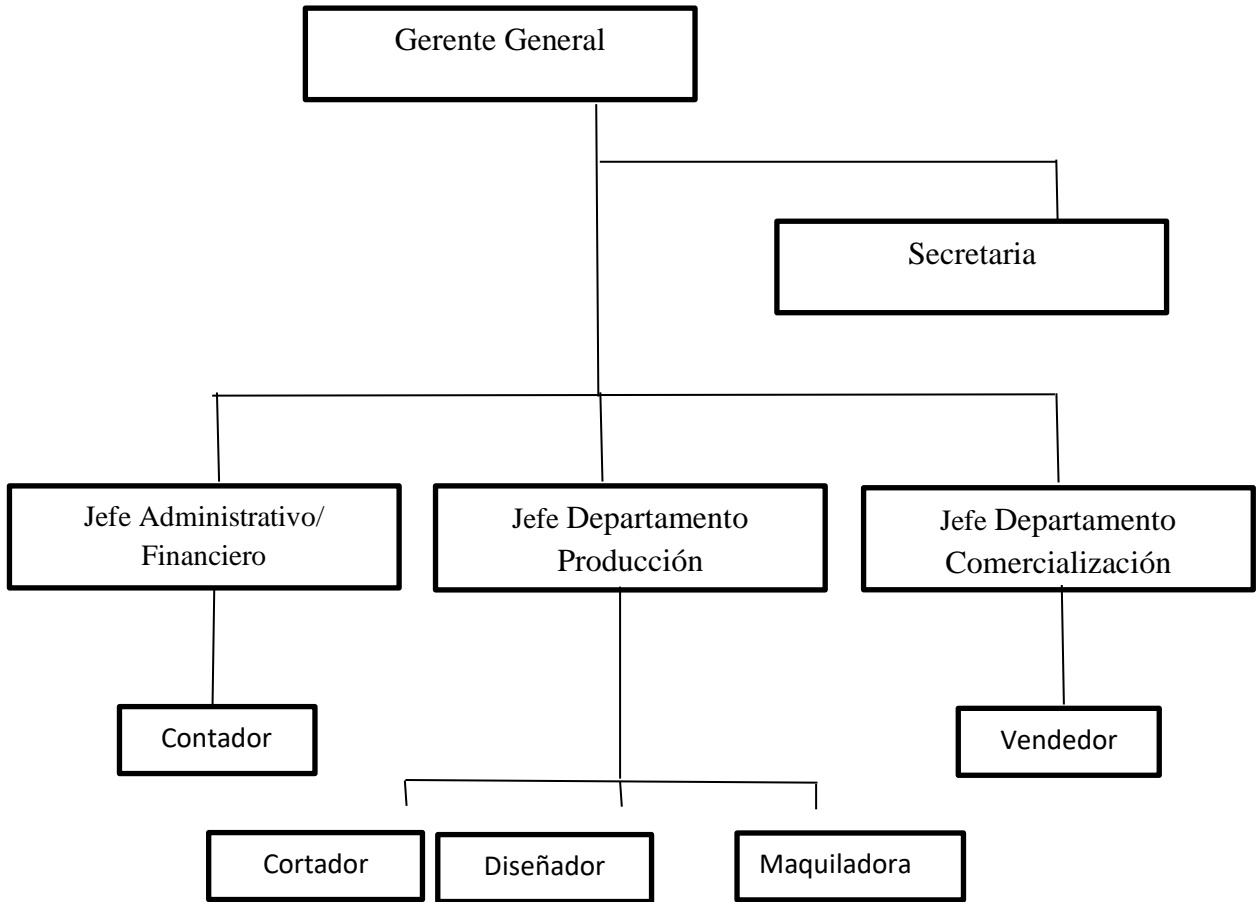 Gerente General
Secretaria
Jefe Administrativo/
Financiero
Jefe Departamento
Producción
Jefe Departamento
Comercialización
Contador
Vendedor
Cortador
Diseñador
Maquiladora